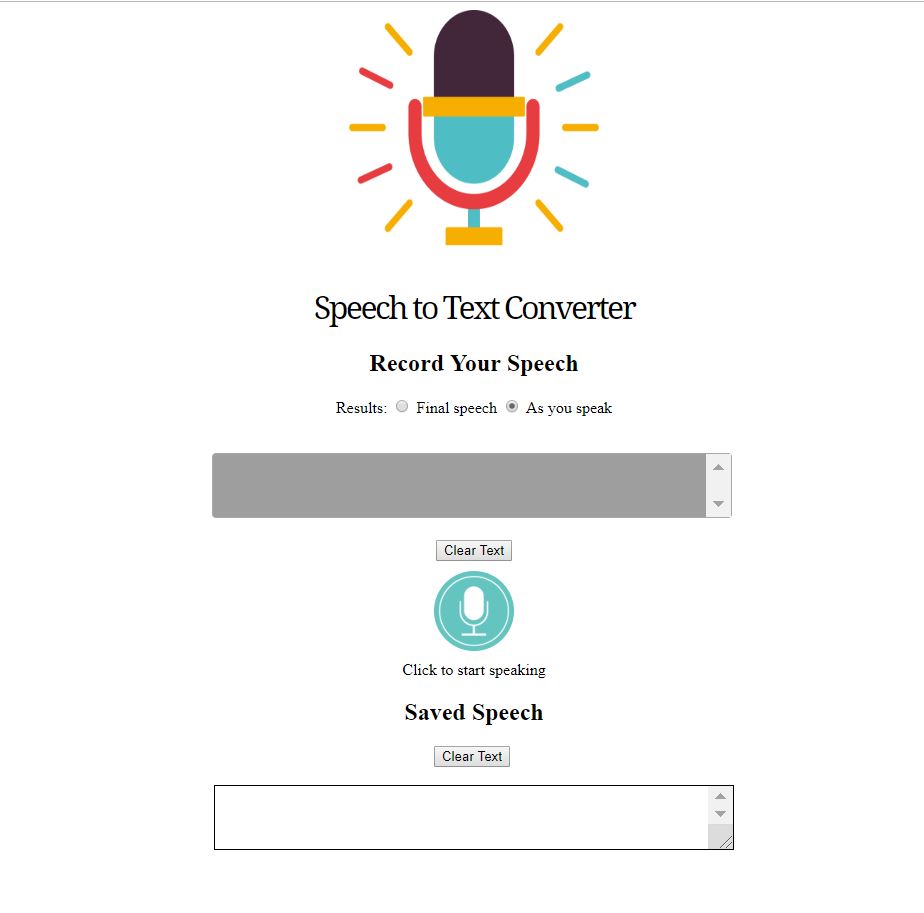 Speech to Text Converter
Record Your Speech
Results: Final speech As you speak
Clear Text
Click to start speaking
Saved Speech
Clear Text